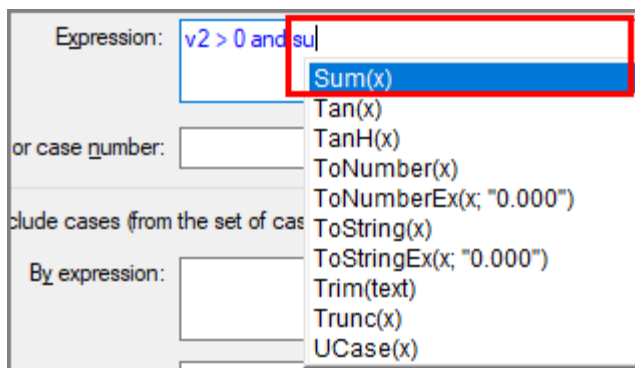 Expression: v2 > 0 and su
Sum(x)
Tan(x)
TanH(x)
or case number:
ToNumber(x)
ToNumberEx(x; "0.000")
clude cases (from the set of cas
ToString(x)
ToStringEx(x; "0.000")
By expression:
Trim(text)
Trunc(x)
UCase(x)